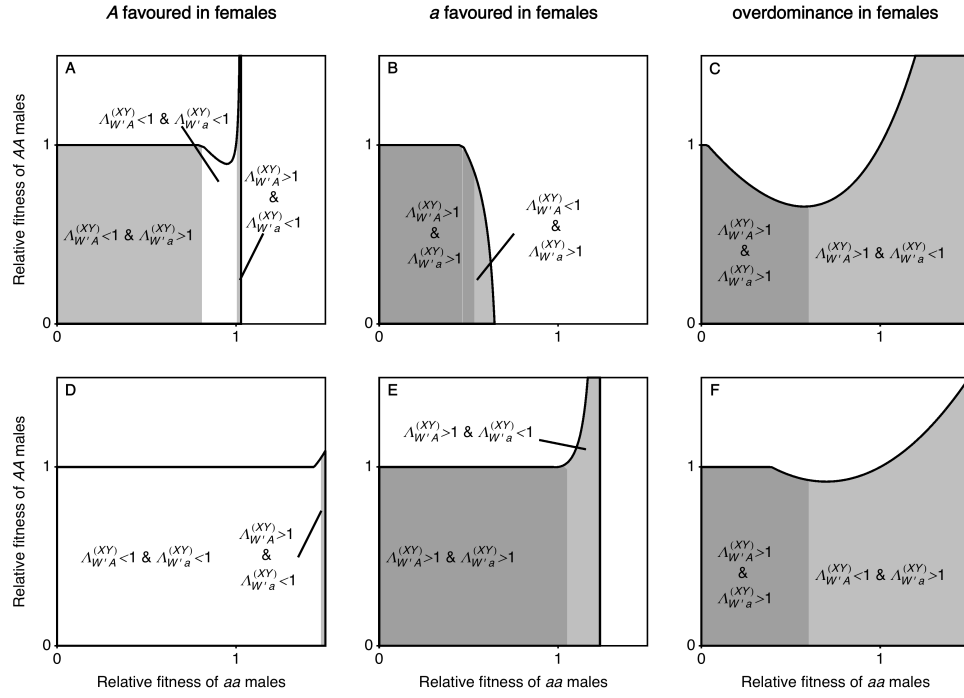 A favoured in females
a favoured in females
overdominance in females
A
Λ_{W'A}^{(XY)}<1 & Λ_{W'a}^{(XY)}<1
Λ_{W'A}^{(XY)}>1
&
Λ_{W'a}^{(XY)}<1
Λ_{W'A}^{(XY)}<1 & Λ_{W'a}^{(XY)}>1
Relative fitness of AA males
1
0
0
1
B
Λ_{W'A}^{(XY)}>1
&
Λ_{W'a}^{(XY)}>1
Λ_{W'A}^{(XY)}<1
&
Λ_{W'a}^{(XY)}>1
1
0
0
1
C
Λ_{W'A}^{(XY)}>1
&
Λ_{W'a}^{(XY)}>1
Λ_{W'A}^{(XY)}>1 & Λ_{W'a}^{(XY)}<1
1
0
0
1
D
Λ_{W'A}^{(XY)}<1 & Λ_{W'a}^{(XY)}<1
Λ_{W'A}^{(XY)}>1
&
Λ_{W'a}^{(XY)}<1
Relative fitness of AA males
1
0
0
1
Relative fitness of aa males
E
Λ_{W'A}^{(XY)}>1 & Λ_{W'a}^{(XY)}<1
Λ_{W'A}^{(XY)}>1 & Λ_{W'a}^{(XY)}>1
1
0
0
1
Relative fitness of aa males
F
Λ_{W'A}^{(XY)}>1
&
Λ_{W'a}^{(XY)}>1
Λ_{W'A}^{(XY)}<1 & Λ_{W'a}^{(XY)}>1
1
0
0
1
Relative fitness of aa males